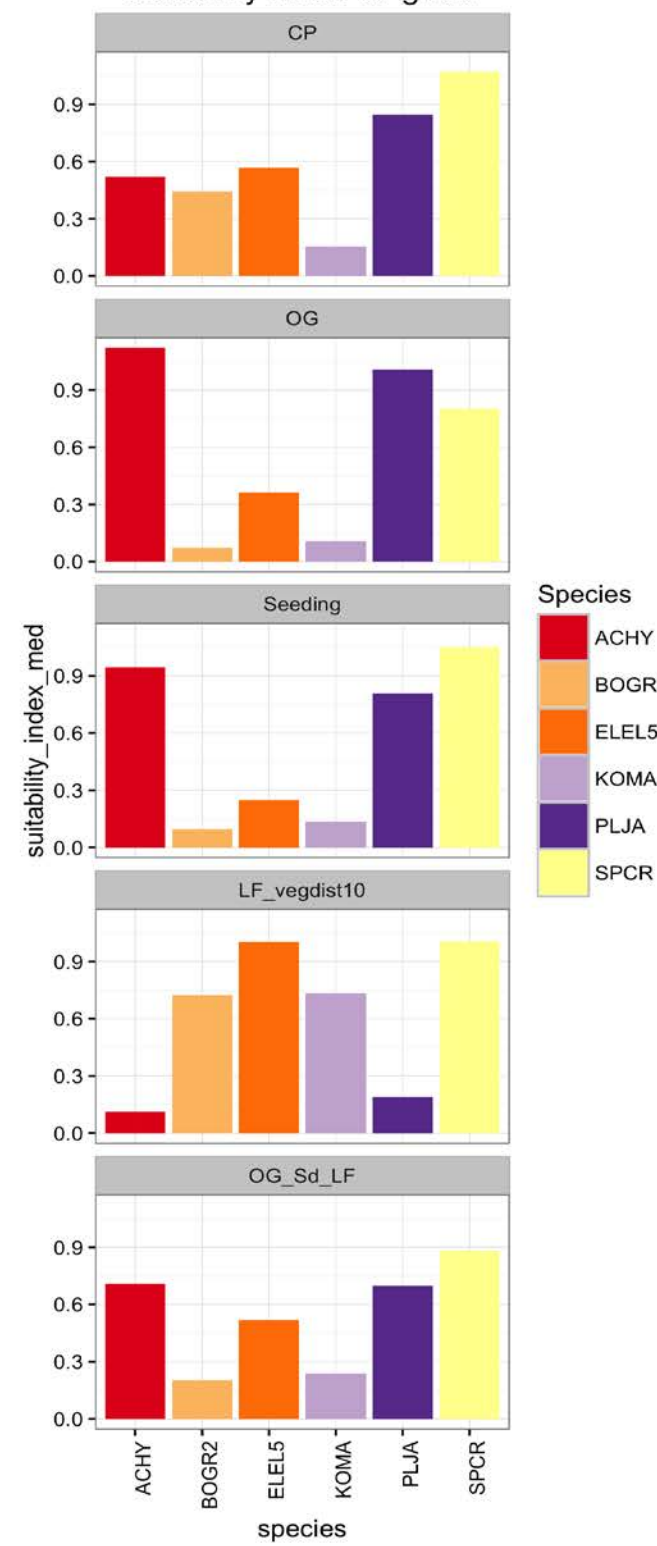 CP
0.9
0.6
0.3
0.0
OG
0.9
0.6
0.3
0.0
Seeding
0.9
0.6
0.3
0.0
LF_vegdist10
0.9
0.6
0.3
0.0
OG_Sd_LF
0.9
0.6
0.3
0.0
ACHY
BOGR2
ELEL5
KOMA
PLJA
SPCR
species
suitability_index_med
Species
ACHY
BOGR
ELEL5
KOMA
PLJA
SPCR